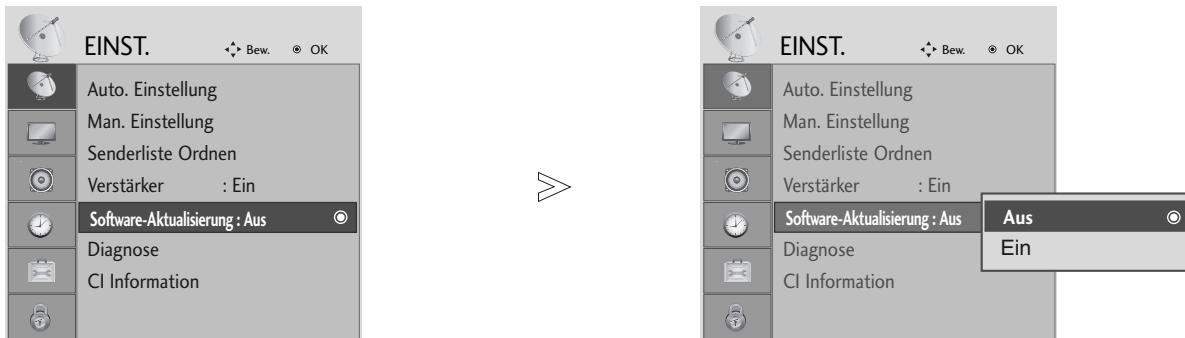 EINST. Bew. OK
Auto. Einstellung
Man. Einstellung
Senderliste Ordnen
Verstärker : Ein
Software-Aktualisierung : Aus
Diagnose
CI Information
EINST. Bew. OK
Auto. Einstellung
Man. Einstellung
Senderliste Ordnen
Verstärker : Ein
Software-Aktualisierung : Aus
Diagnose
CI Information
Aus
Ein